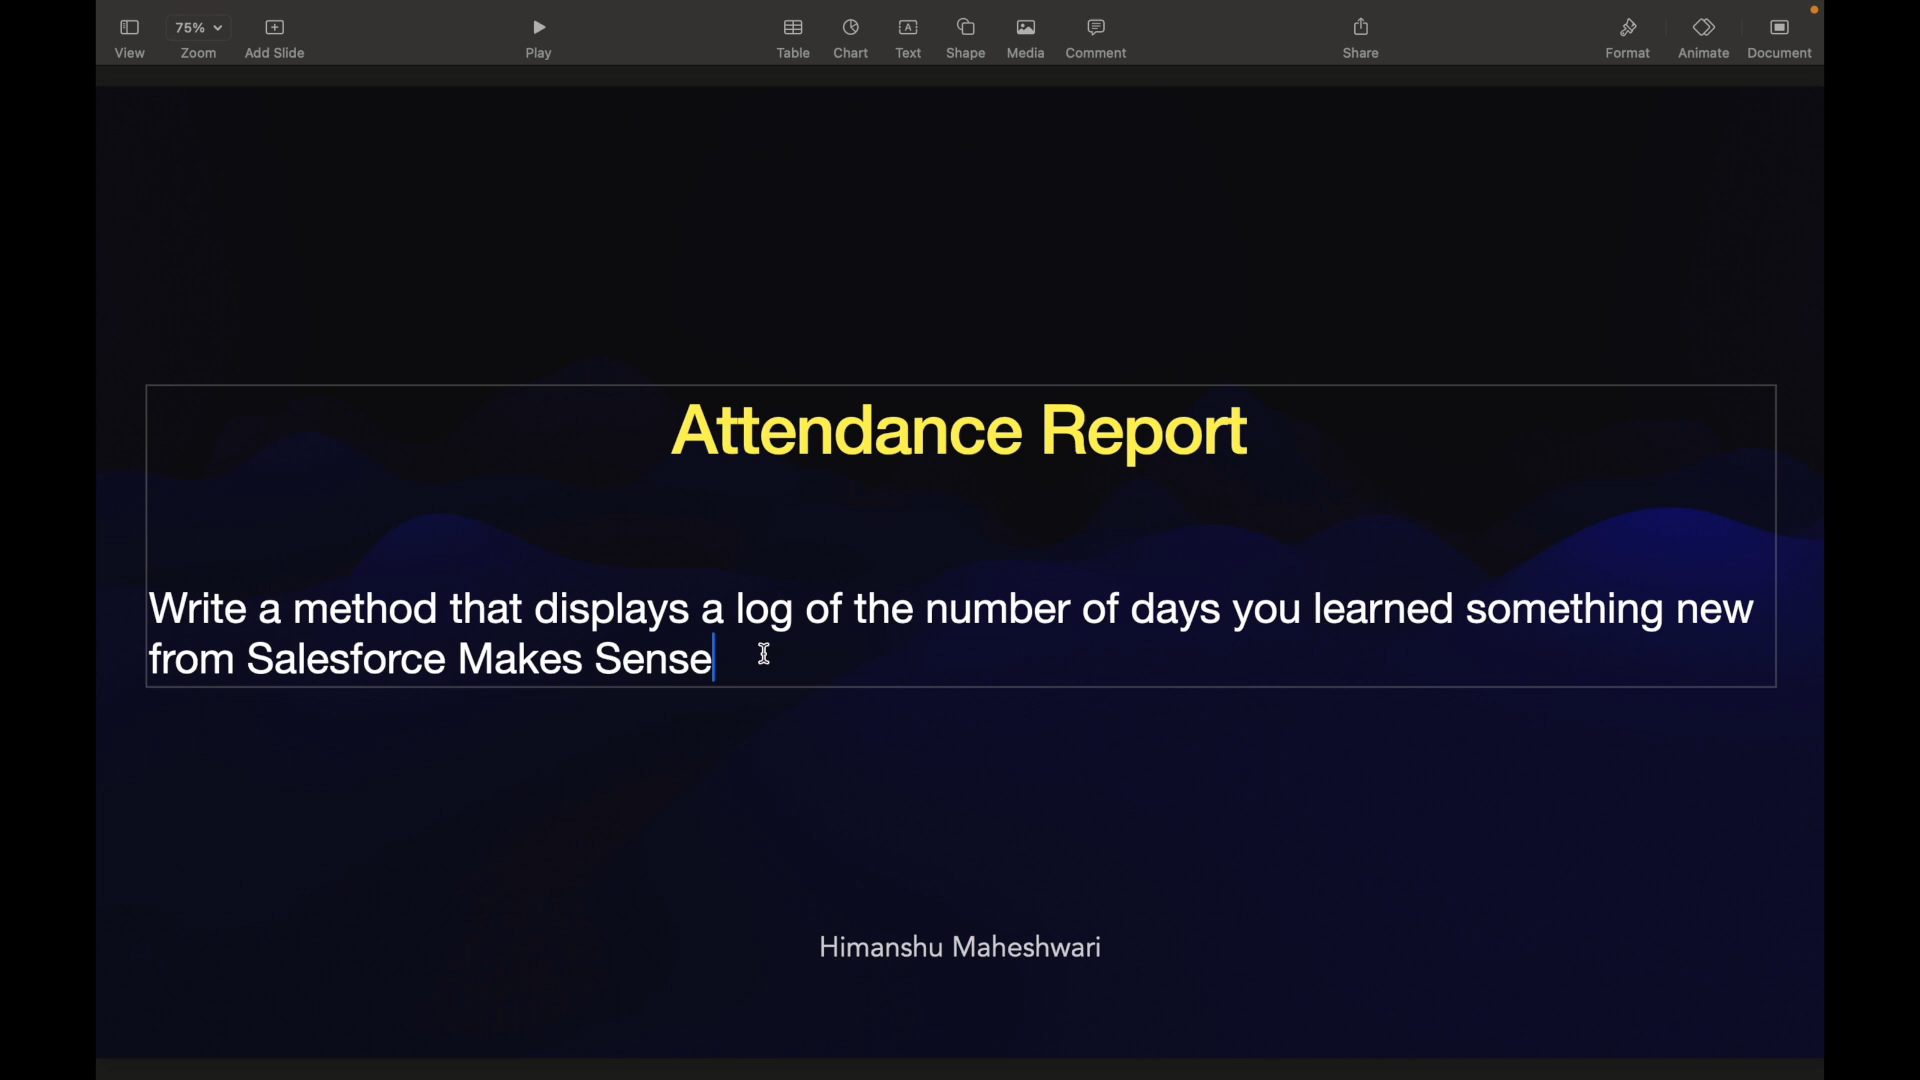 75%
View Zoom Add Slide Play Table Chart Text Shape Media Comment Share Format Animate Document
Attendance Report
Write a method that displays a log of the number of days you learned something new
from Salesforce Makes Sense
Himanshu Maheshwari